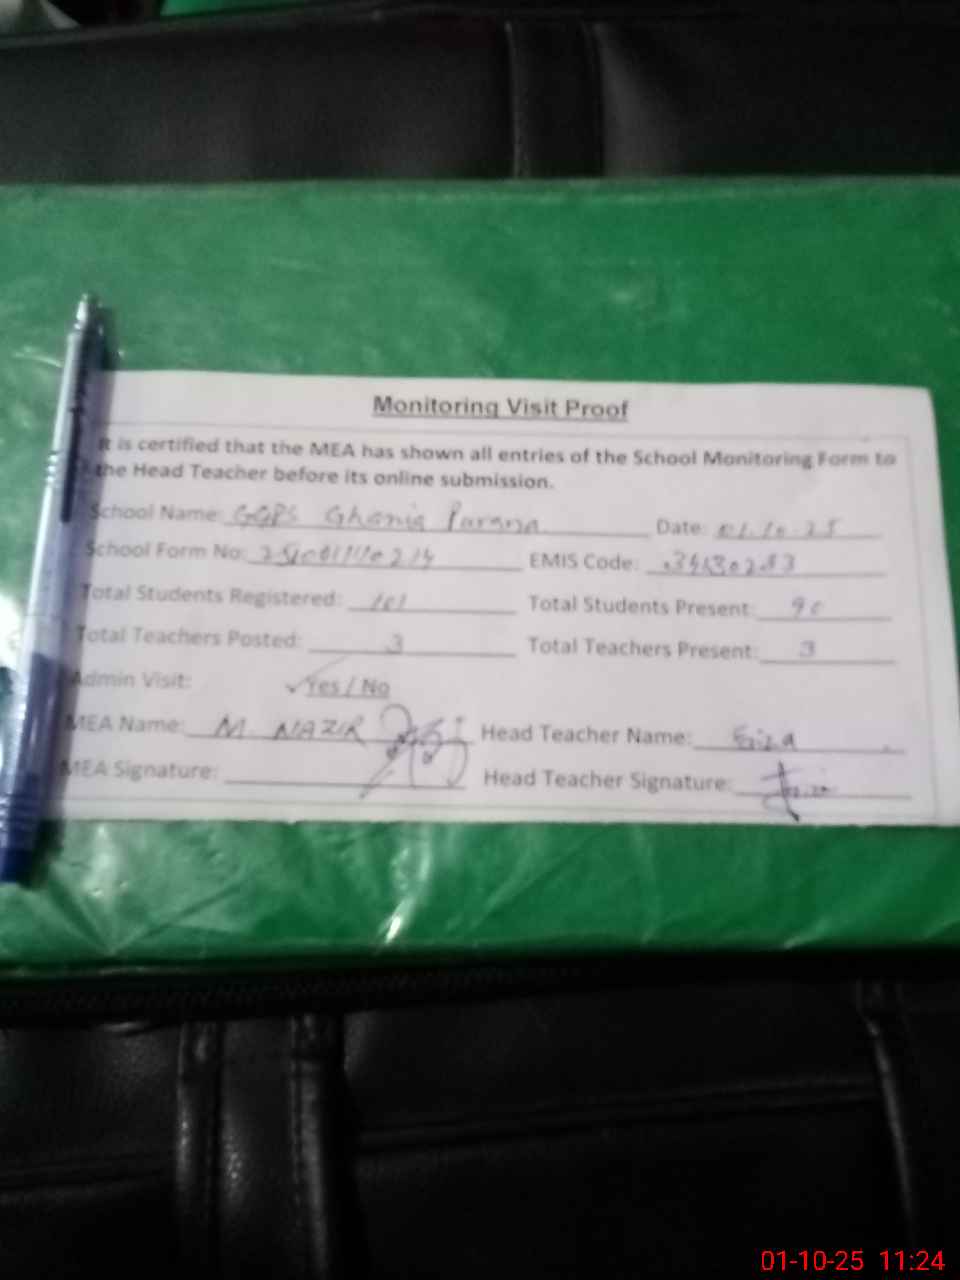 Monitoring Visit Proof
It is certified that the MEA has shown all entries of the School Monitoring Form to
the Head Teacher before its online submission.
School Name: GGPS Ghania Date: 01.10.25
School Form No: EMIS Code:
Total Students Registered: 101 Total Students Present: 90
Total Teachers Posted: 3 Total Teachers Present: 3
Admin Visit: ✓Yes / No
MEA Name: M. NAZIR Head Teacher Name:
MEA Signature: Head Teacher Signature:
01-10-25 11:24